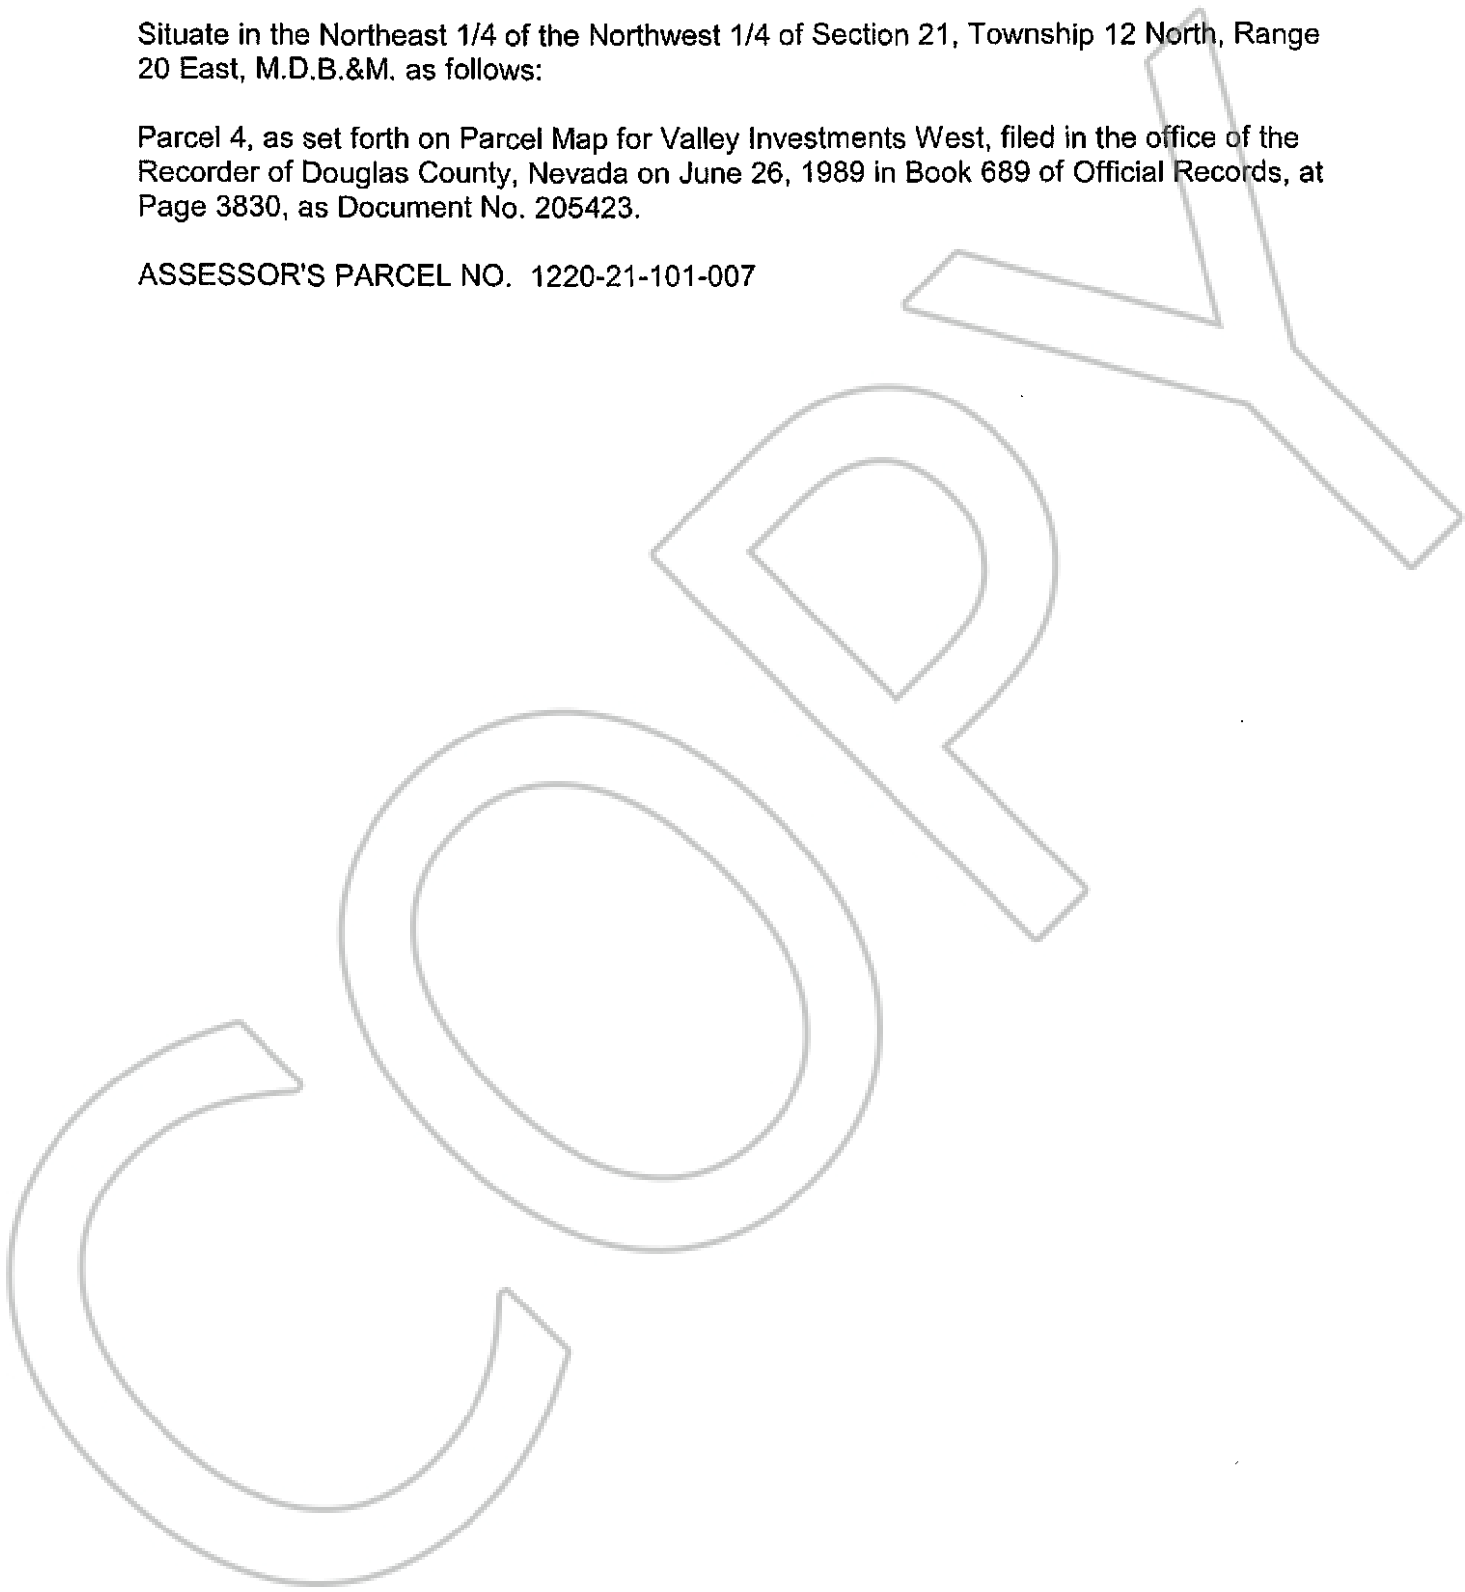 Situate in the Northeast 1/4 of the Northwest 1/4 of Section 21, Township 12 North, Range
20 East, M.D.B.&M. as follows:
Parcel 4, as set forth on Parcel Map for Valley Investments West, filed in the office of the
Recorder of Douglas County, Nevada on June 26, 1989 in Book 689 of Official Records, at
Page 3830, as Document No. 205423.
ASSESSOR'S PARCEL NO. 1220-21-101-007
COPY